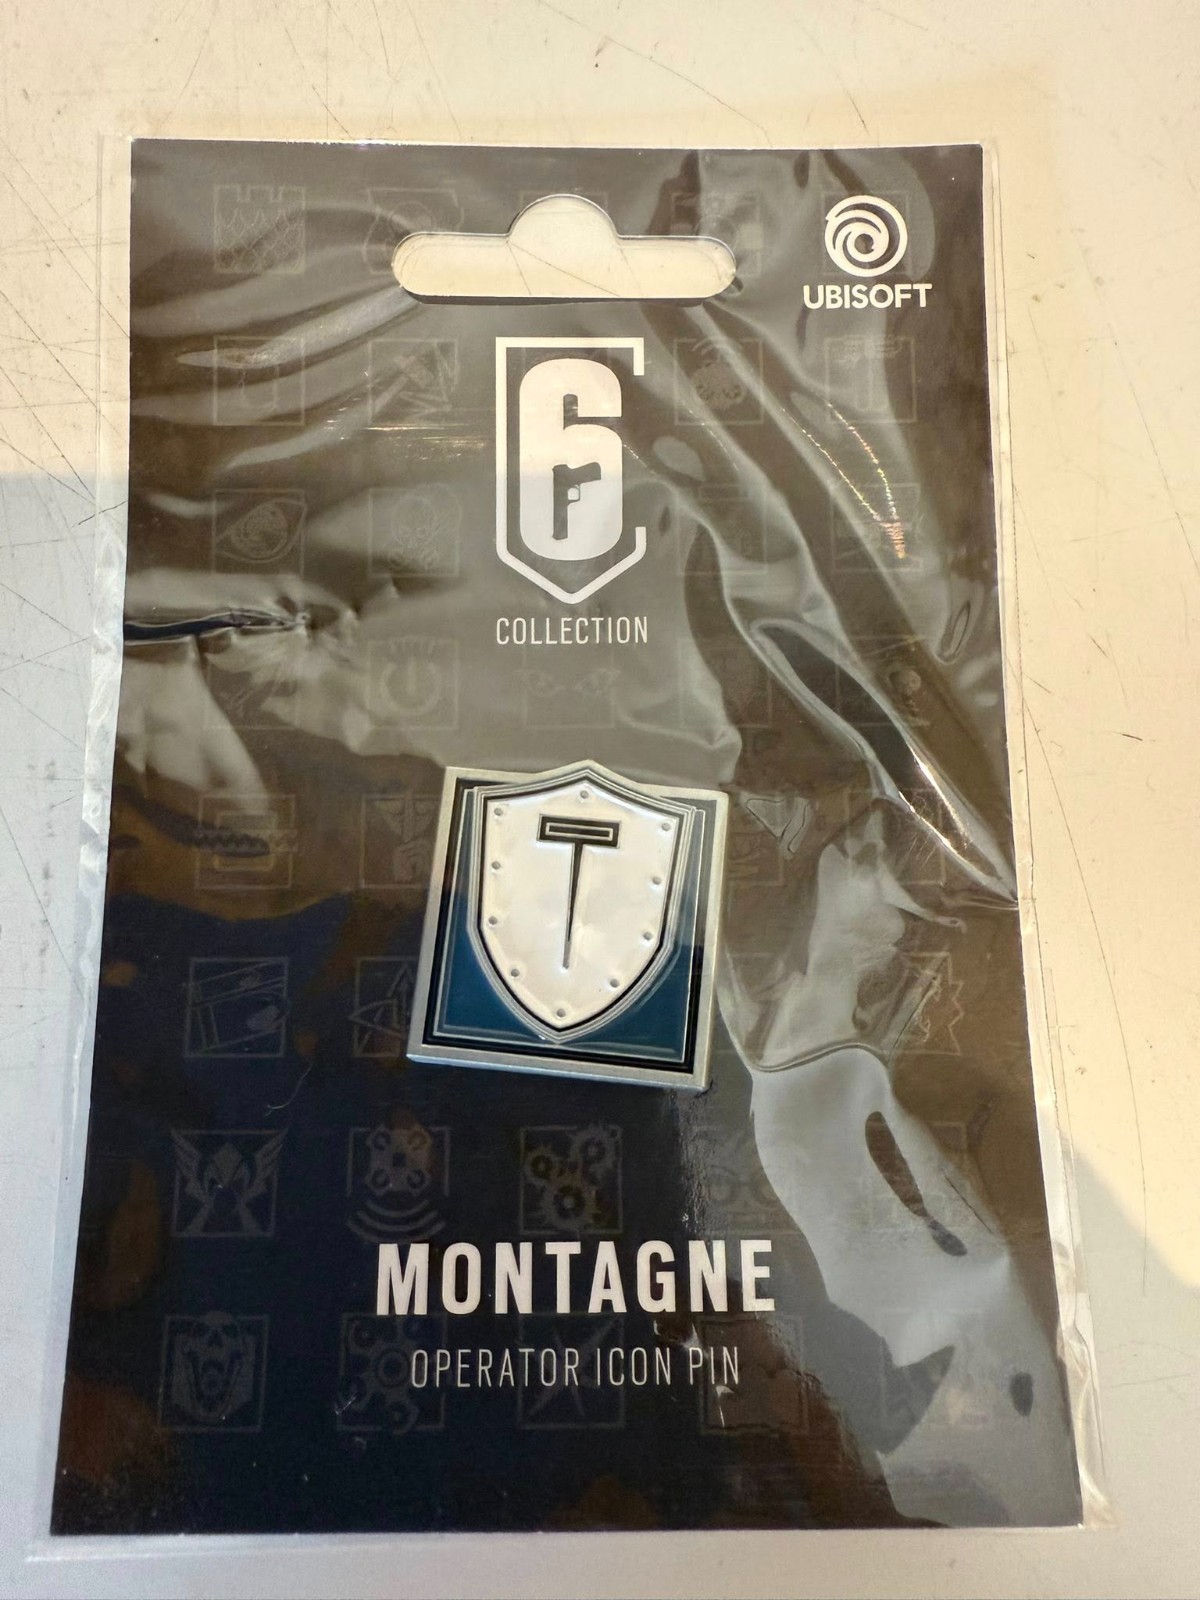 UBISOFT
6
COLLECTION
MONTAGNE
OPERATOR ICON PIN